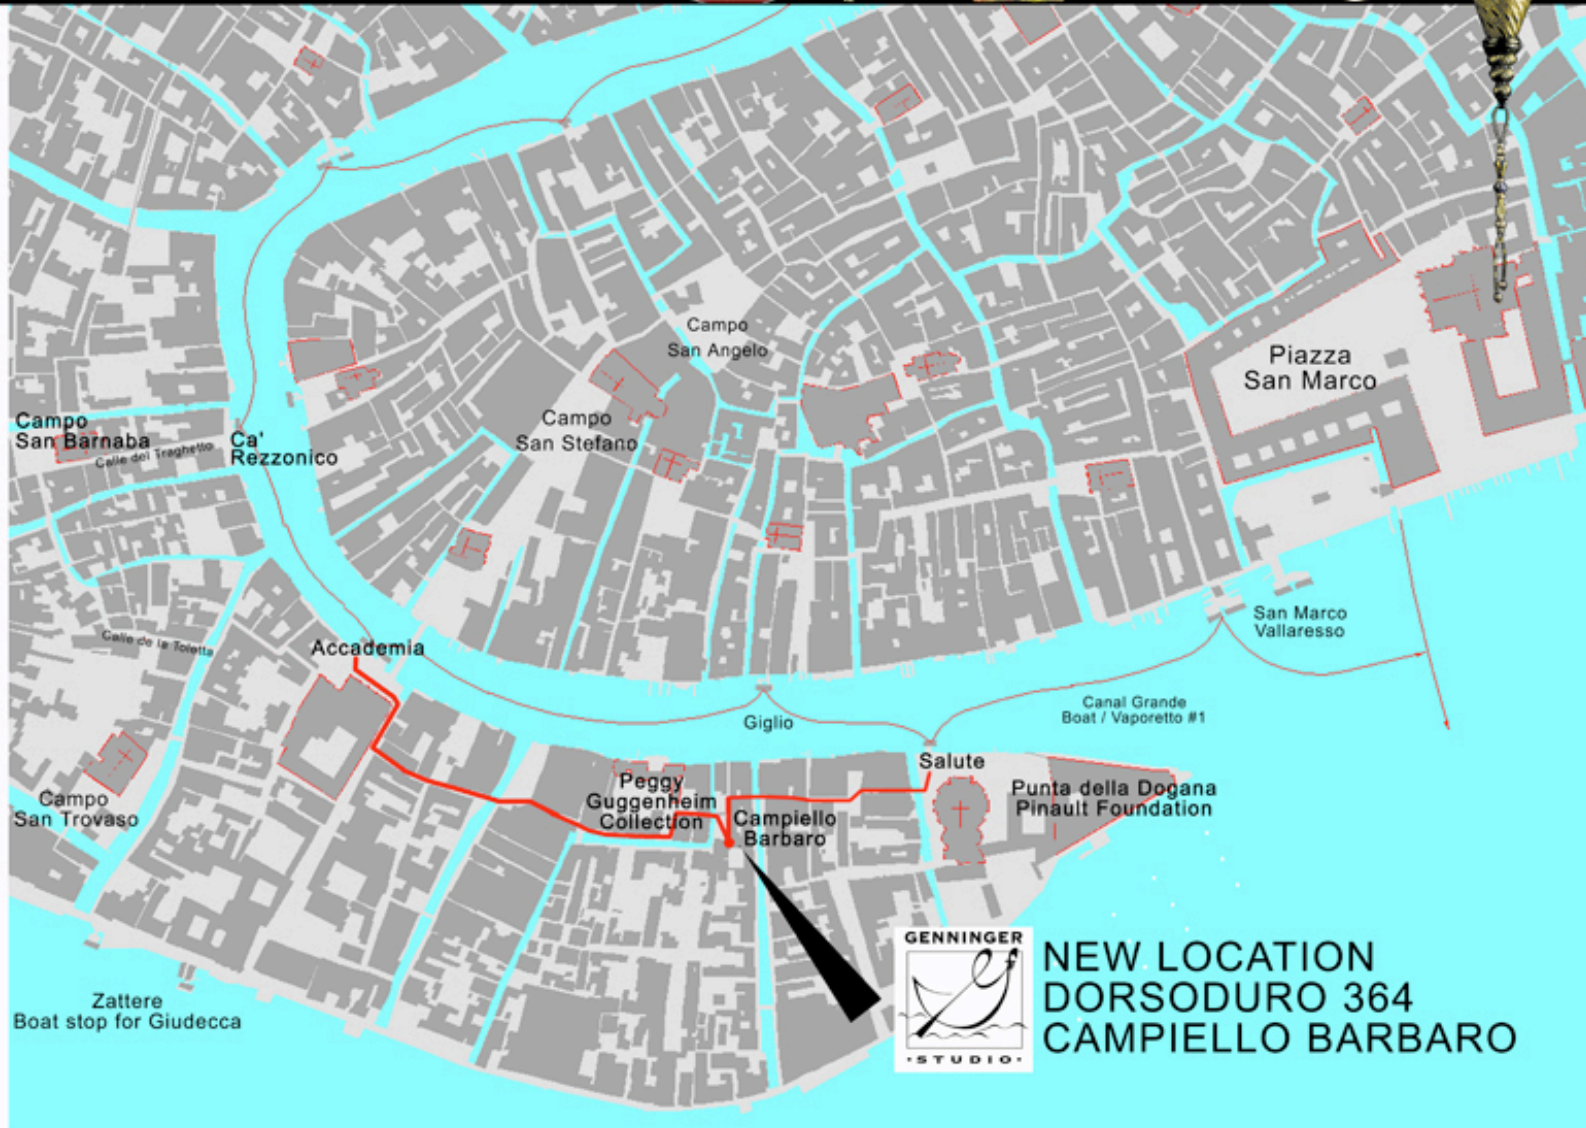 Campo
San Angelo
Piazza
San Marco
Campo
San Stefano
Campo
San Barnaba
Calle del Traghetto
Ca'
Rezzonico
San Marco
Vallaresso
Calle de la Toletta
Accademia
Canal Grande
Boat / Vaporetto #1
Giglio
Salute
Peggy
Guggenheim
Collection
Punta della Dogana
Pinault Foundation
Campo
San Trovaso
Campiello
Barbaro
GENNINGER
·STUDIO·
NEW LOCATION
DORSODURO 364
CAMPIELLO BARBARO
Zattere
Boat stop for Giudecca